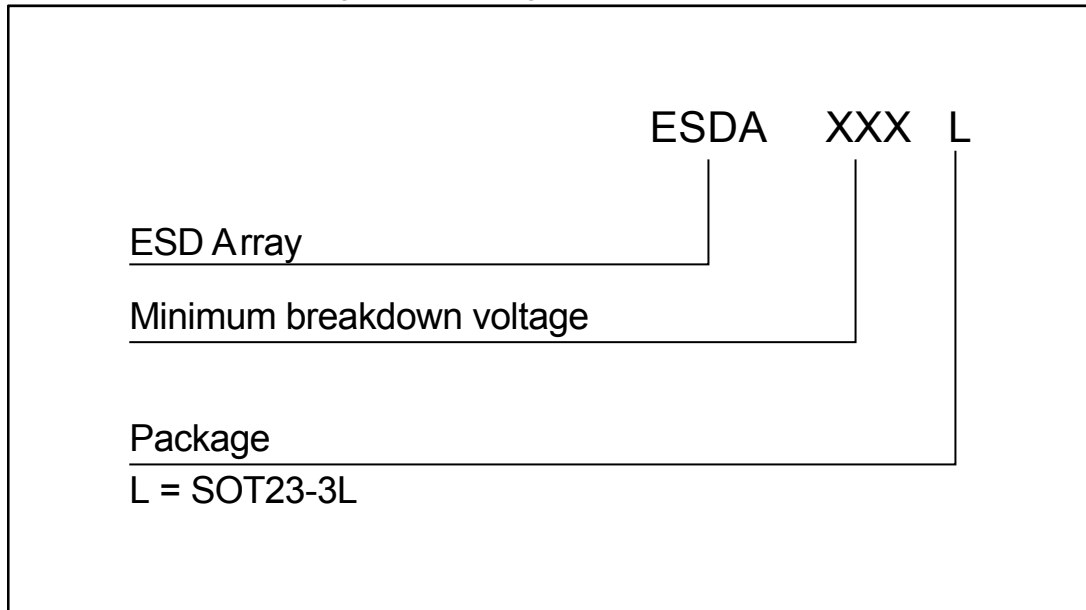 ESDA XXX L
ESD Array
Minimum breakdown voltage
Package
L = SOT23-3L